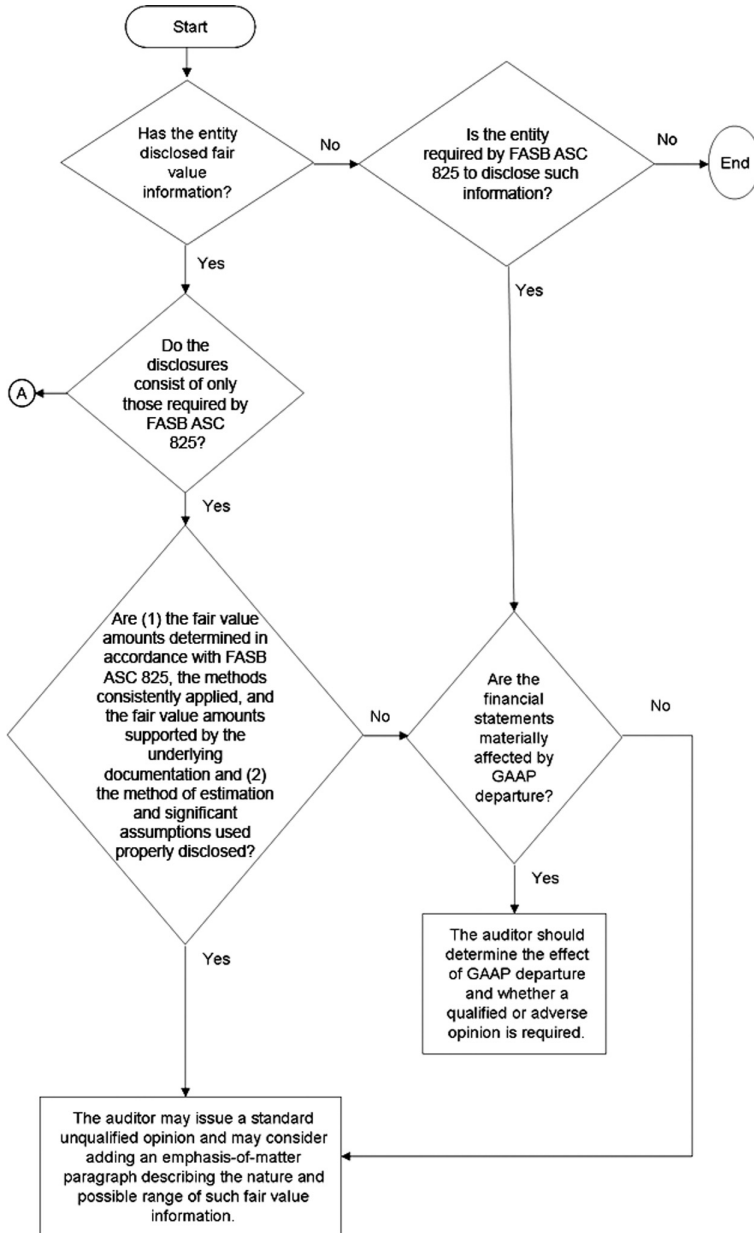 Start
Has the entity
disclosed fair
value
information?
No
Is the entity
required by FASB ASC
825 to disclose such
information?
No
End
Yes
Yes
Do the
disclosures
consist of only
those required by
FASB ASC
825?
A
Yes
Are (1) the fair value
amounts determined in
accordance with FASB
ASC 825, the methods
consistently applied, and
the fair value amounts
supported by the
underlying
documentation and (2)
the method of estimation
and significant
assumptions used
properly disclosed?
No
Are the
financial
statements
materially
affected by
GAAP
departure?
No
Yes
Yes
The auditor should
determine the effect
of GAAP departure
and whether a
qualified or adverse
opinion is required.
The auditor may issue a standard
unqualified opinion and may consider
adding an emphasis-of-matter
paragraph describing the nature and
possible range of such fair value
information.